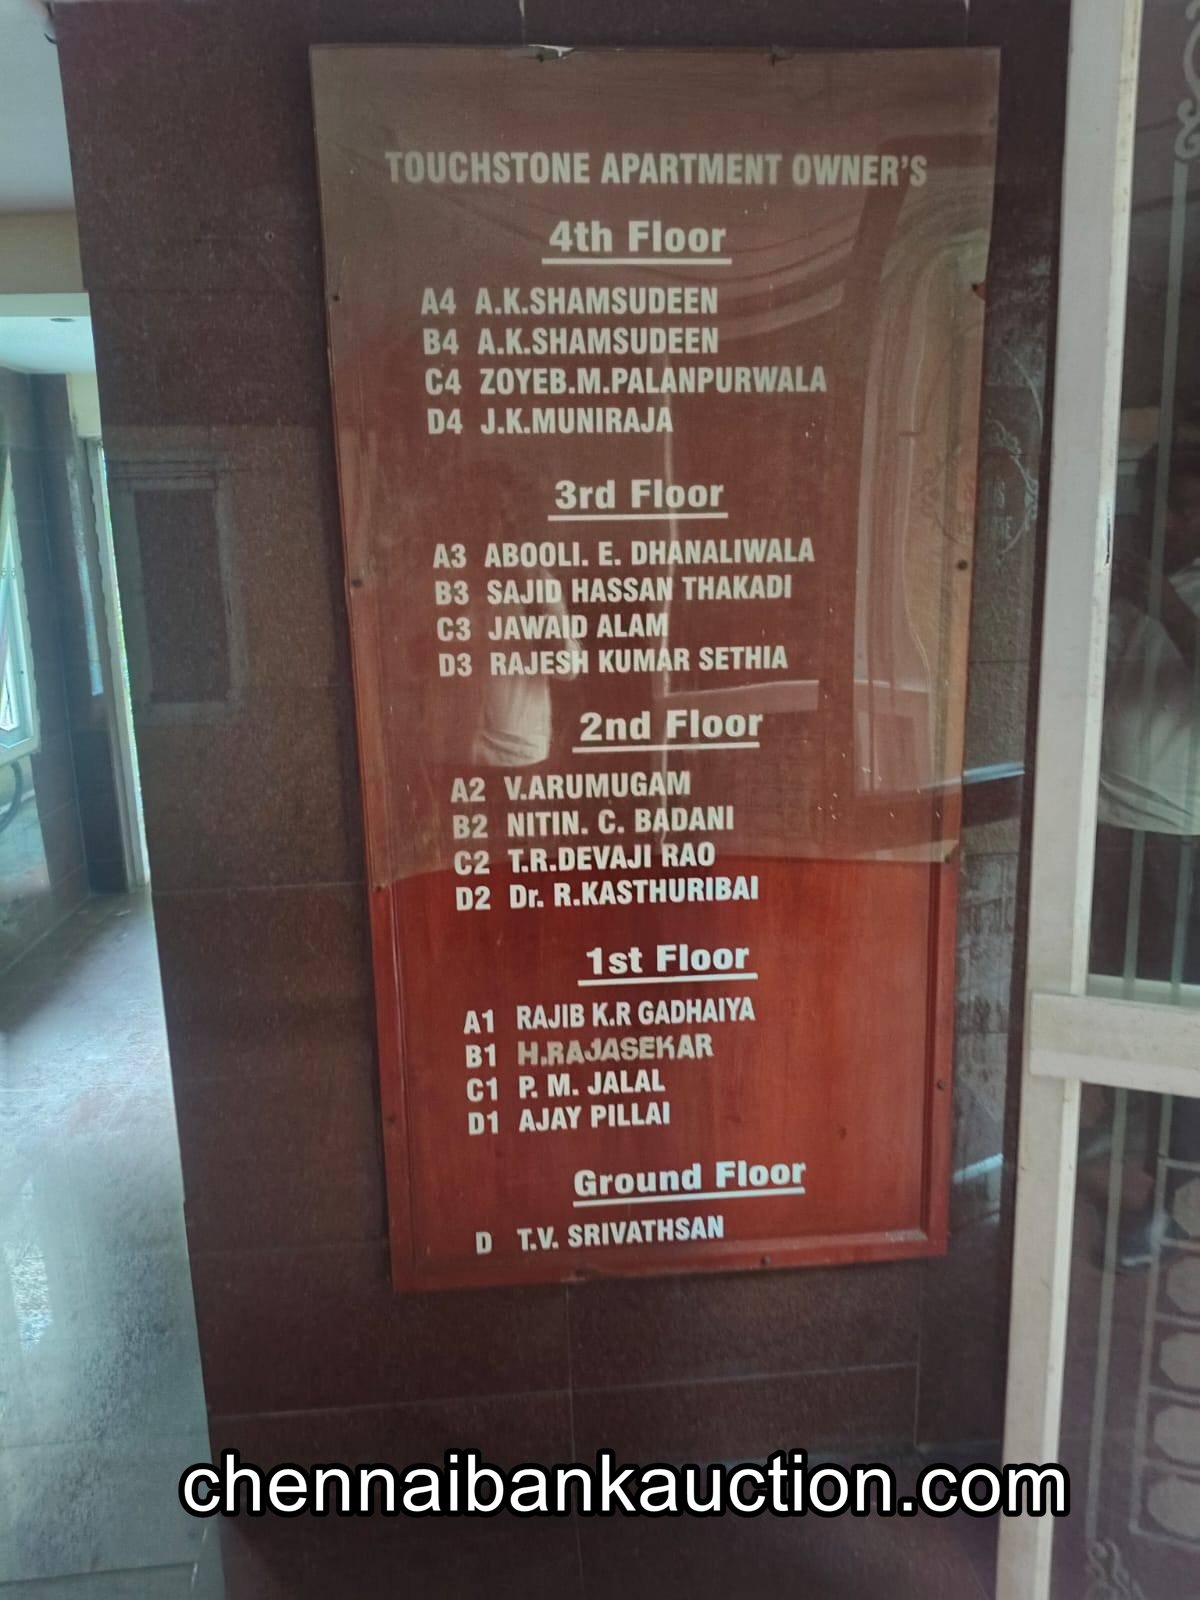 TOUCHSTONE APARTMENT OWNER'S
4th Floor
A4 A.K.SHAMSUDEEN
B4 A.K.SHAMSUDEEN
C4 ZOYEB.M.PALANPURWALA
D4 J.K.MUNIRAJA
3rd Floor
A3 ABOOLI. E. DHANALIWALA
B3 SAJID HASSAN THAKADI
C3 JAWAID ALAM
D3 RAJESH KUMAR SETHIA
2nd Floor
A2 V.ARUMUGAM
B2 NITIN. C. BADANI
C2 T.R.DEVAJI RAO
D2 Dr. R.KASTHURIBAI
1st Floor
A1 RAJIB K.R GADHAIYA
B1 H.RAJASEKAR
C1 P. M. JALAL
D1 AJAY PILLAI
Ground Floor
D T.V. SRIVATHSAN
chennaibankauction.com